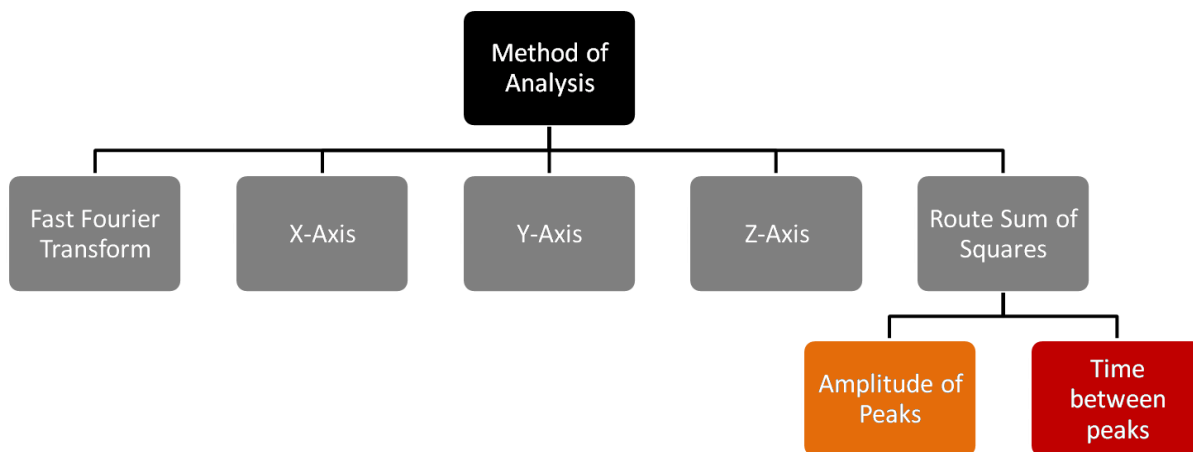 Method of
Analysis
Fast Fourier
Transform
X-Axis
Y-Axis
Z-Axis
Route Sum of
Squares
Amplitude of
Peaks
Time
between
peaks